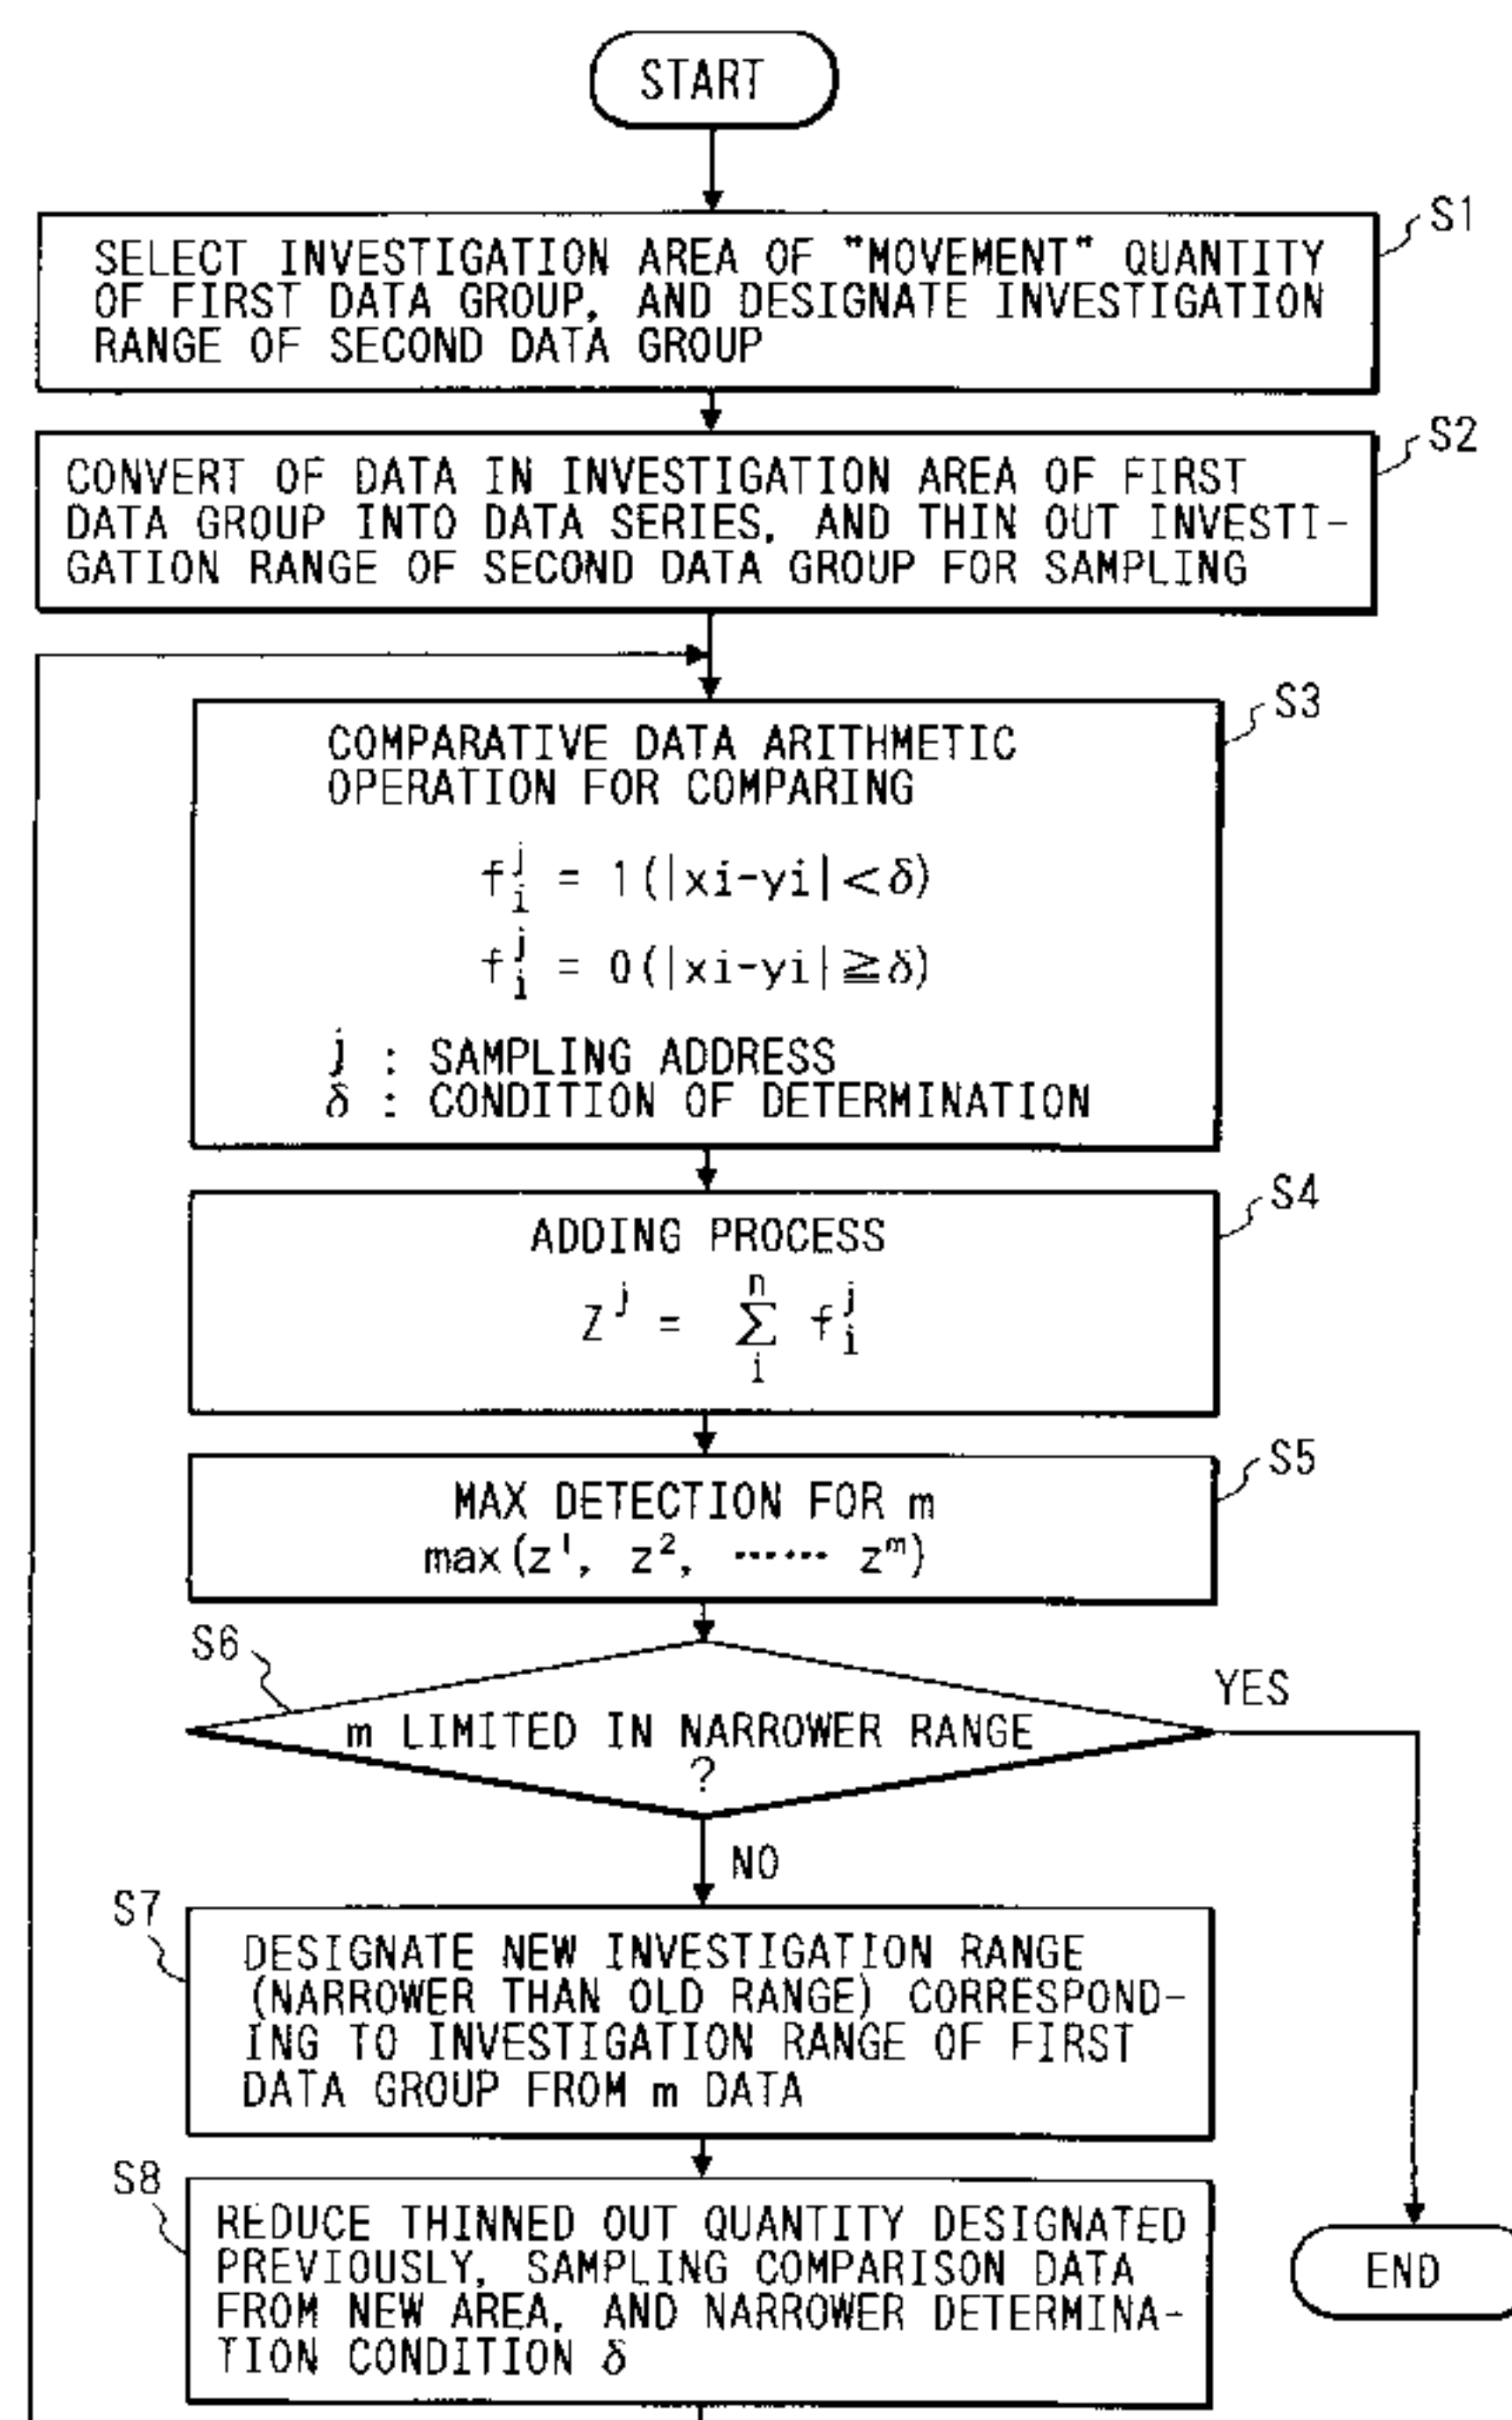 START
S1
SELECT INVESTIGATION AREA OF "MOVEMENT" QUANTITY
OF FIRST DATA GROUP, AND DESIGNATE INVESTIGATION
RANGE OF SECOND DATA GROUP
S2
CONVERT OF DATA IN INVESTIGATION AREA OF FIRST
DATA GROUP INTO DATA SERIES, AND THIN OUT INVESTI-
GATION RANGE OF SECOND DATA GROUP FOR SAMPLING
S3
COMPARATIVE DATA ARITHMETIC
OPERATION FOR COMPARING
f_i^j = 1(|xi-yi|<δ)
f_i^j = 0(|xi-yi|≧δ)
j : SAMPLING ADDRESS
δ : CONDITION OF DETERMINATION
S4
ADDING PROCESS
Z^j = Σ_i^n f_i^j
S5
MAX DETECTION FOR m
max(z¹, z², ······ zᵐ)
S6
YES
m LIMITED IN NARROWER RANGE
?
NO
S7
DESIGNATE NEW INVESTIGATION RANGE
(NARROWER THAN OLD RANGE) CORRESPOND-
ING TO INVESTIGATION RANGE OF FIRST
DATA GROUP FROM m DATA
S8
REDUCE THINNED OUT QUANTITY DESIGNATED
PREVIOUSLY, SAMPLING COMPARISON DATA
FROM NEW AREA, AND NARROWER DETERMINA-
TION CONDITION δ
END